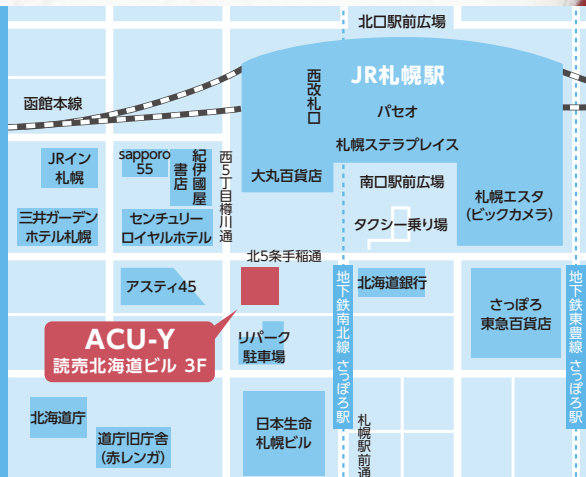 北口駅前広場
JR札幌駅
西改札口
函館本線
パセオ
札幌ステラプレイス
JRイン
札幌
sapporo
55
紀伊國屋
書店
西5丁目樽川通
大丸百貨店
南口駅前広場
札幌エスタ
(ビックカメラ)
三井ガーデン
ホテル札幌
センチュリー
ロイヤルホテル
タクシー乗り場
北5条手稲通
アスティ45
地下鉄南北線 さっぽろ駅
北海道銀行
さっぽろ
東急百貨店
地下鉄東豊線 さっぽろ駅
ACU-Y
読売北海道ビル 3F
リパーク
駐車場
北海道庁
道庁旧庁舎
(赤レンガ)
日本生命
札幌ビル
札幌駅前通